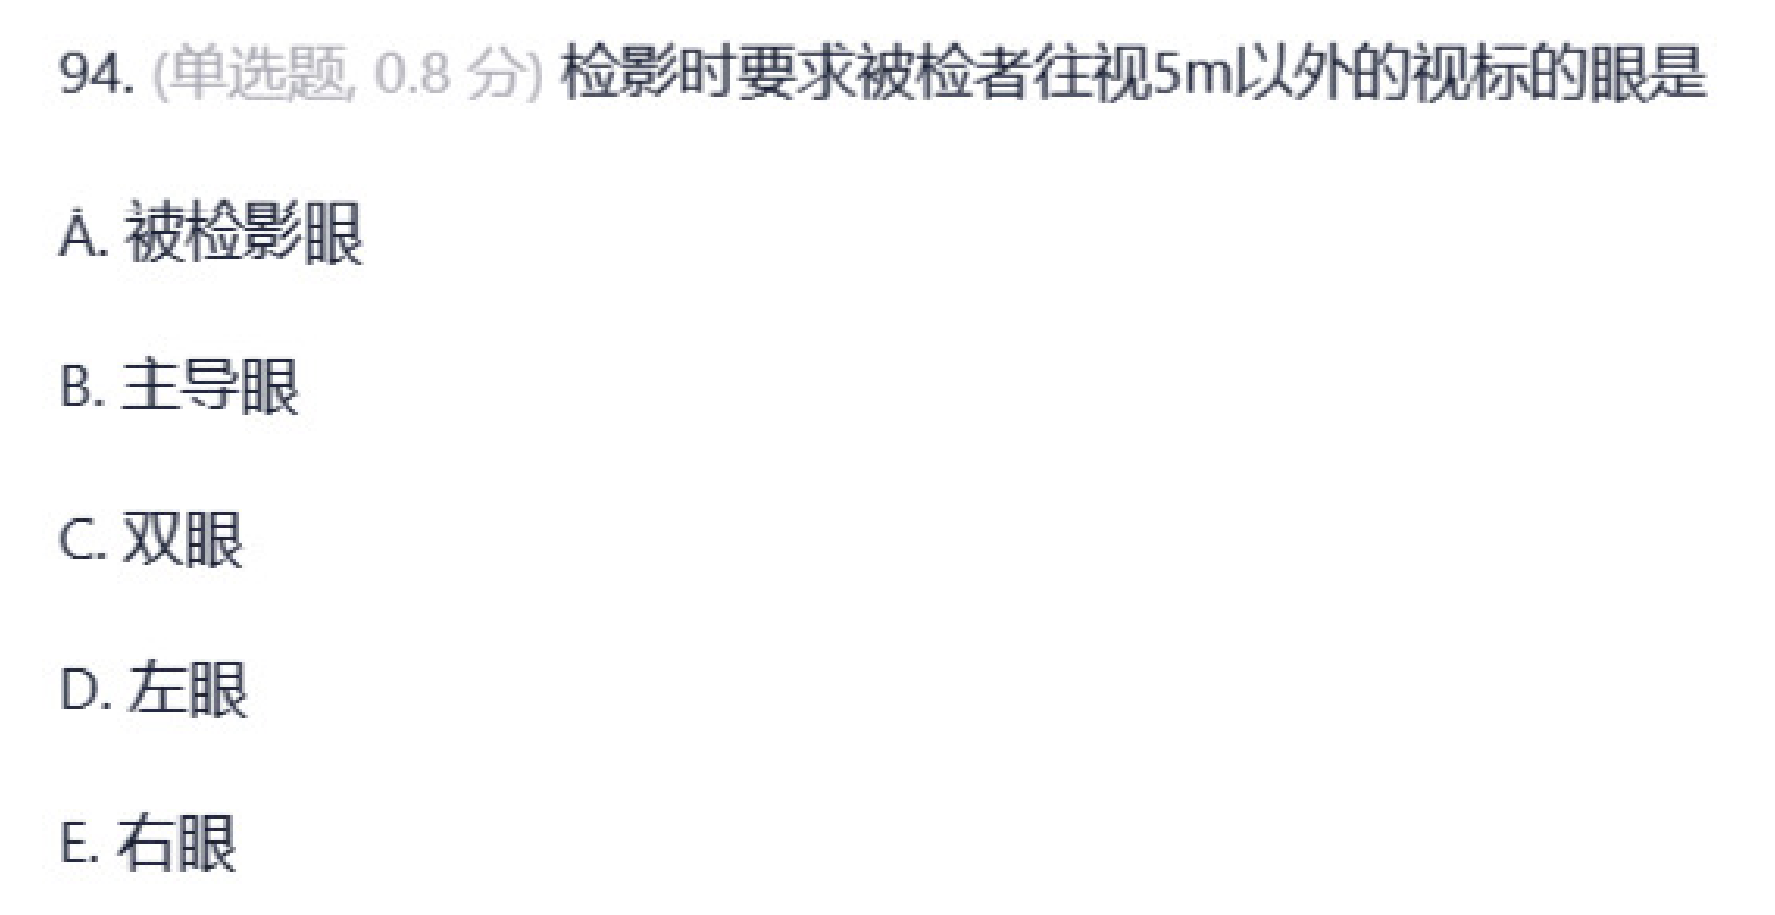 94. (单选题, 0.8 分) 检影时要求被检者往视5m以外的视标的眼是
A. 被检影眼
B. 主导眼
C. 双眼
D. 左眼
E. 右眼